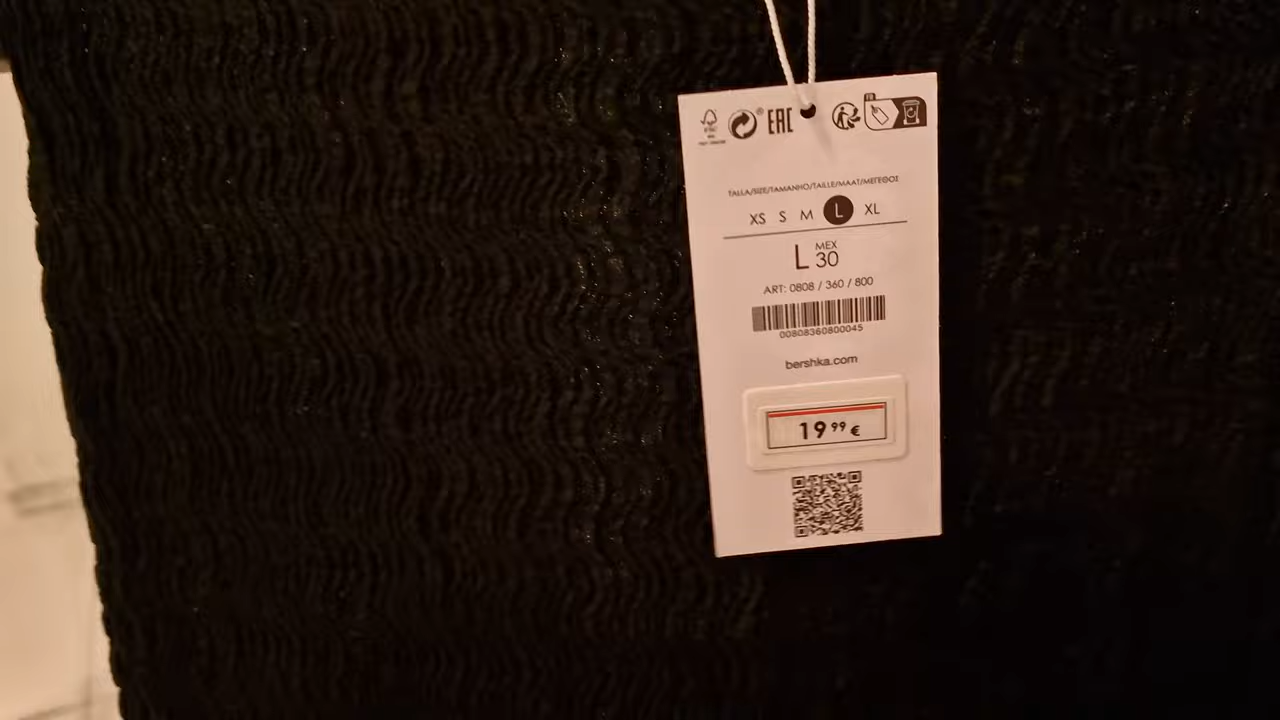 EAC
TALLA/SIZE/TAMANHO/TAILLE/MAAT/ΜΕΓΕΘΟΣ
XS S M L XL
L MEX 30
ART: 0808 / 360 / 800
00808360800045
bershka.com
19 99 €